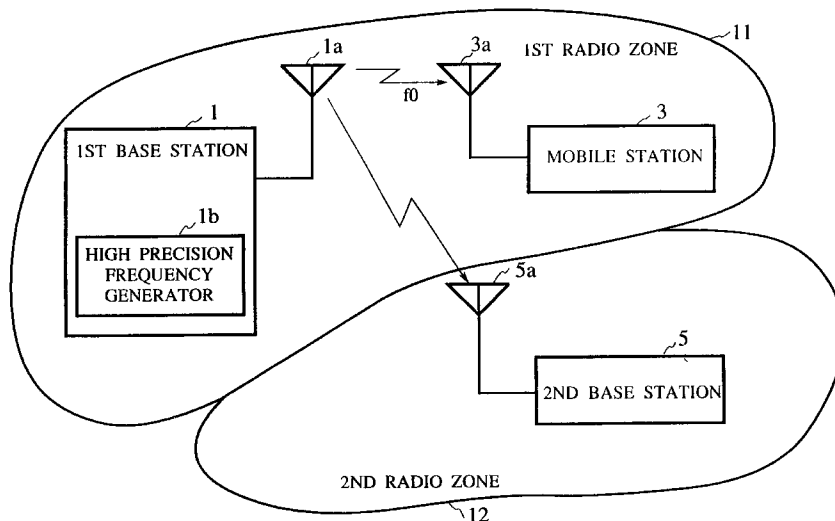 11
1a
3a
1ST RADIO ZONE
f0
1
3
1ST BASE STATION
MOBILE STATION
1b
HIGH PRECISION
FREQUENCY
GENERATOR
5a
5
2ND BASE STATION
2ND RADIO ZONE
12